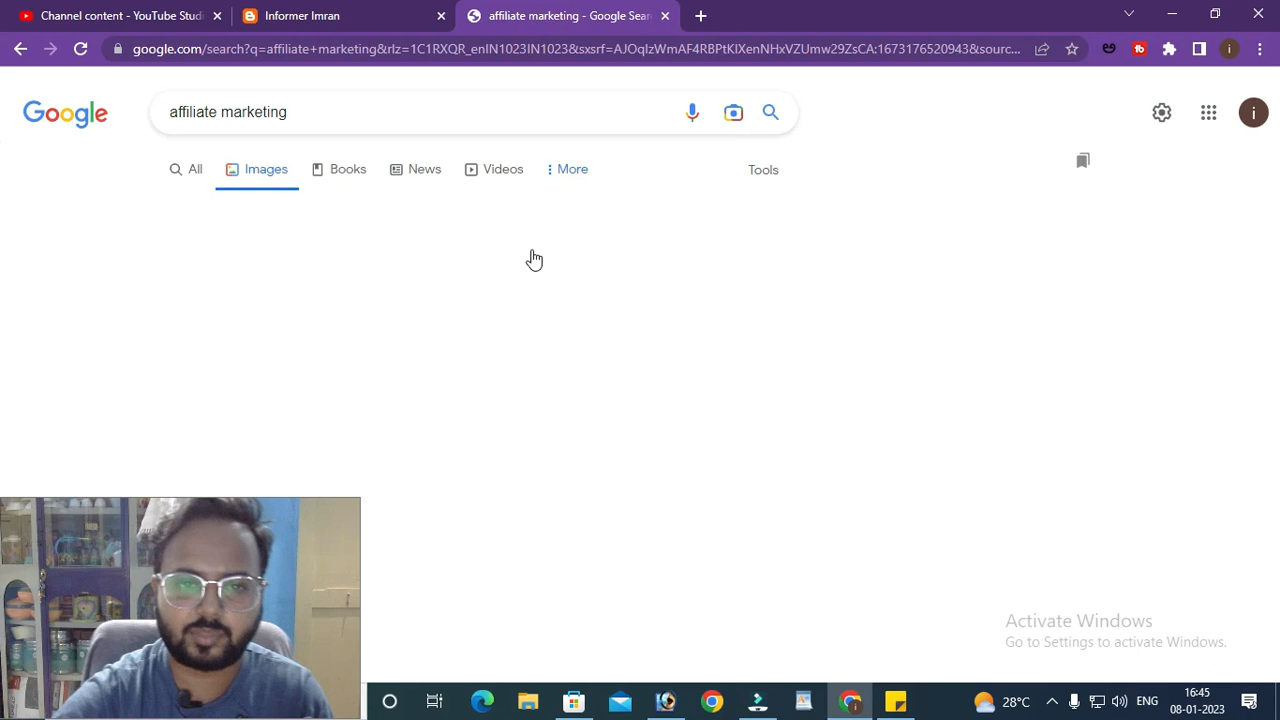 Channel content - YouTube Studi
Informer Imran
affiliate marketing - Google Sear
google.com/search?q=affiliate+marketing&rlz=1C1RXQR_enIN1023IN1023&sxsrf=AJOqlzWmAF4RBPtKIXenNHxVZUmw29ZsCA:1673176520943&sourc...
Google
affiliate marketing
All
Images
Books
News
Videos
More
Tools
Activate Windows
Go to Settings to activate Windows.
28°C
ENG
16:45
08-01-2023